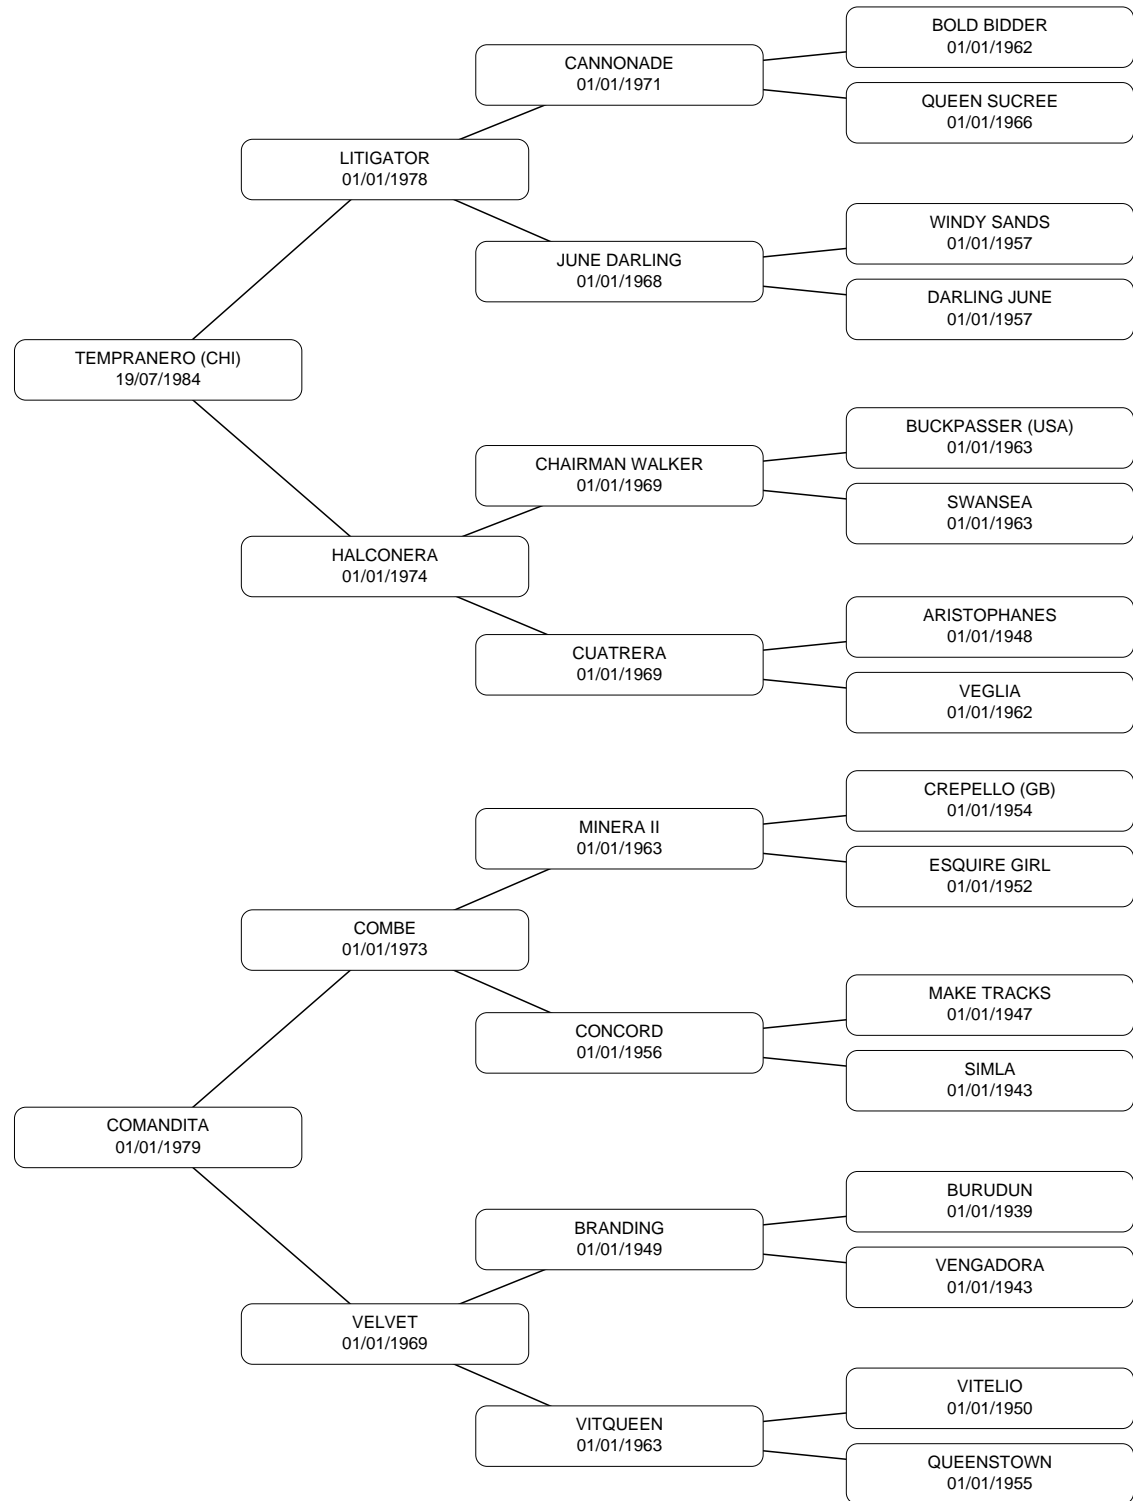 BOLD BIDDER
01/01/1962
CANNONADE
01/01/1971
QUEEN SUCREE
01/01/1966
LITIGATOR
01/01/1978
WINDY SANDS
01/01/1957
JUNE DARLING
01/01/1968
DARLING JUNE
01/01/1957
TEMPRANERO (CHI)
19/07/1984
BUCKPASSER (USA)
01/01/1963
CHAIRMAN WALKER
01/01/1969
SWANSEA
01/01/1963
HALCONERA
01/01/1974
ARISTOPHANES
01/01/1948
CUATRERA
01/01/1969
VEGLIA
01/01/1962
CREPELLO (GB)
01/01/1954
MINERA II
01/01/1963
ESQUIRE GIRL
01/01/1952
COMBE
01/01/1973
MAKE TRACKS
01/01/1947
CONCORD
01/01/1956
SIMLA
01/01/1943
COMANDITA
01/01/1979
BURUDUN
01/01/1939
BRANDING
01/01/1949
VENGADORA
01/01/1943
VELVET
01/01/1969
VITELIO
01/01/1950
VITQUEEN
01/01/1963
QUEENSTOWN
01/01/1955